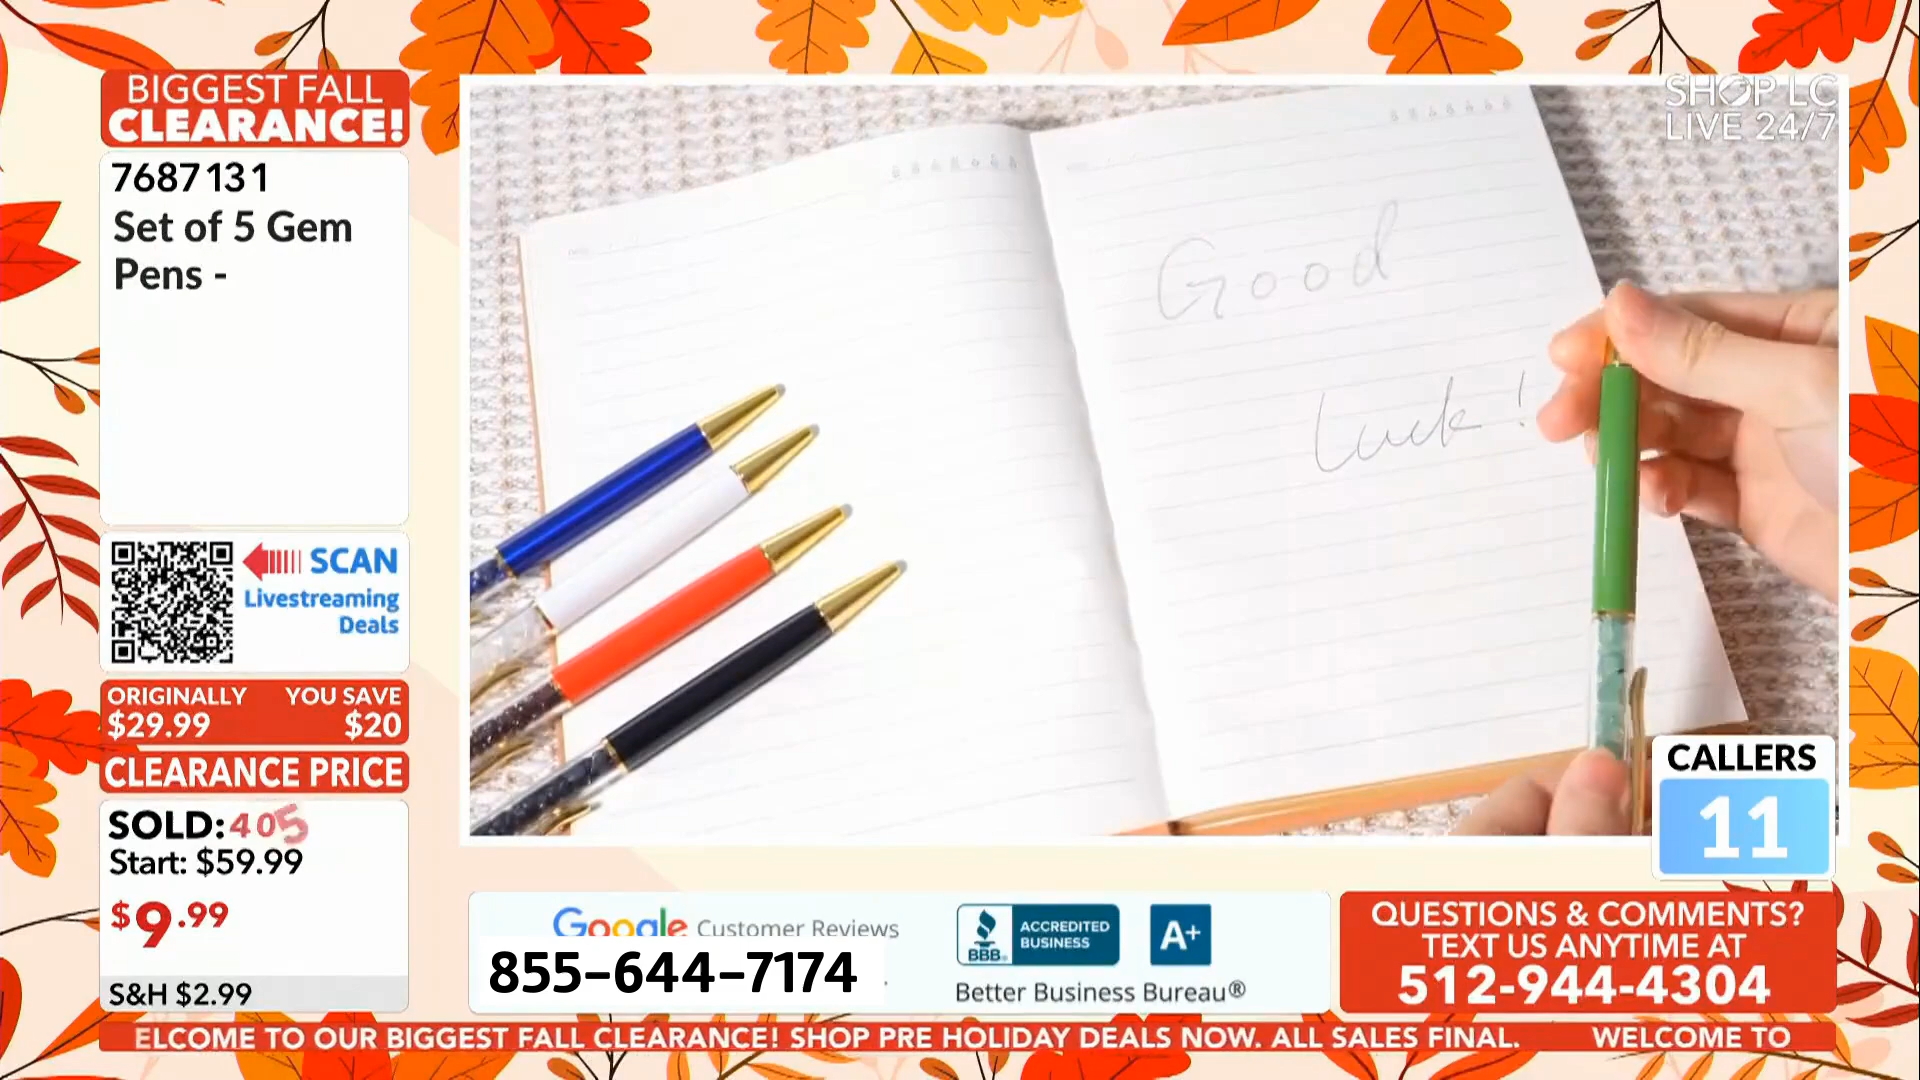 BIGGEST FALL
CLEARANCE!
7687131
Set of 5 Gem
Pens -
SCAN
Livestreaming
Deals
ORIGINALLY YOU SAVE
$29.99 $20
CLEARANCE PRICE
SOLD: 405
Start: $59.99
$9.99
S&H $2.99
SHOP LC
LIVE 24/7
Good
Luck!
CALLERS
11
Google Customer Reviews
855-644-7174
BBB ACCREDITED
BUSINESS
A+
Better Business Bureau®
QUESTIONS & COMMENTS?
TEXT US ANYTIME AT
512-944-4304
ELCOME TO OUR BIGGEST FALL CLEARANCE! SHOP PRE HOLIDAY DEALS NOW. ALL SALES FINAL. WELCOME TO